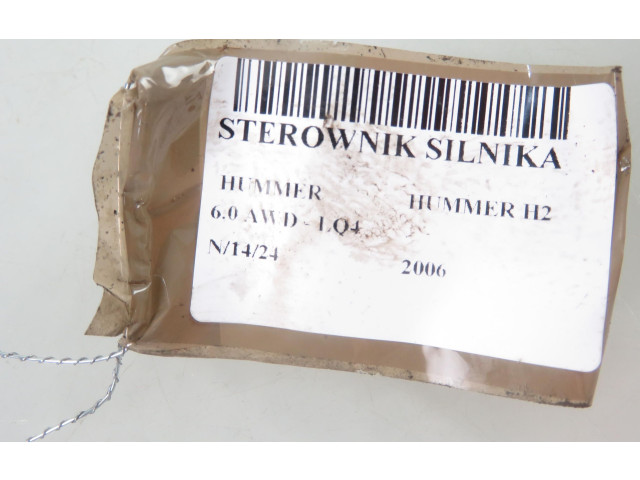 STEROWNIK SILNIKA
HUMMER HUMMER H2
6.0 AWD - LQ4
N/14/24 2006